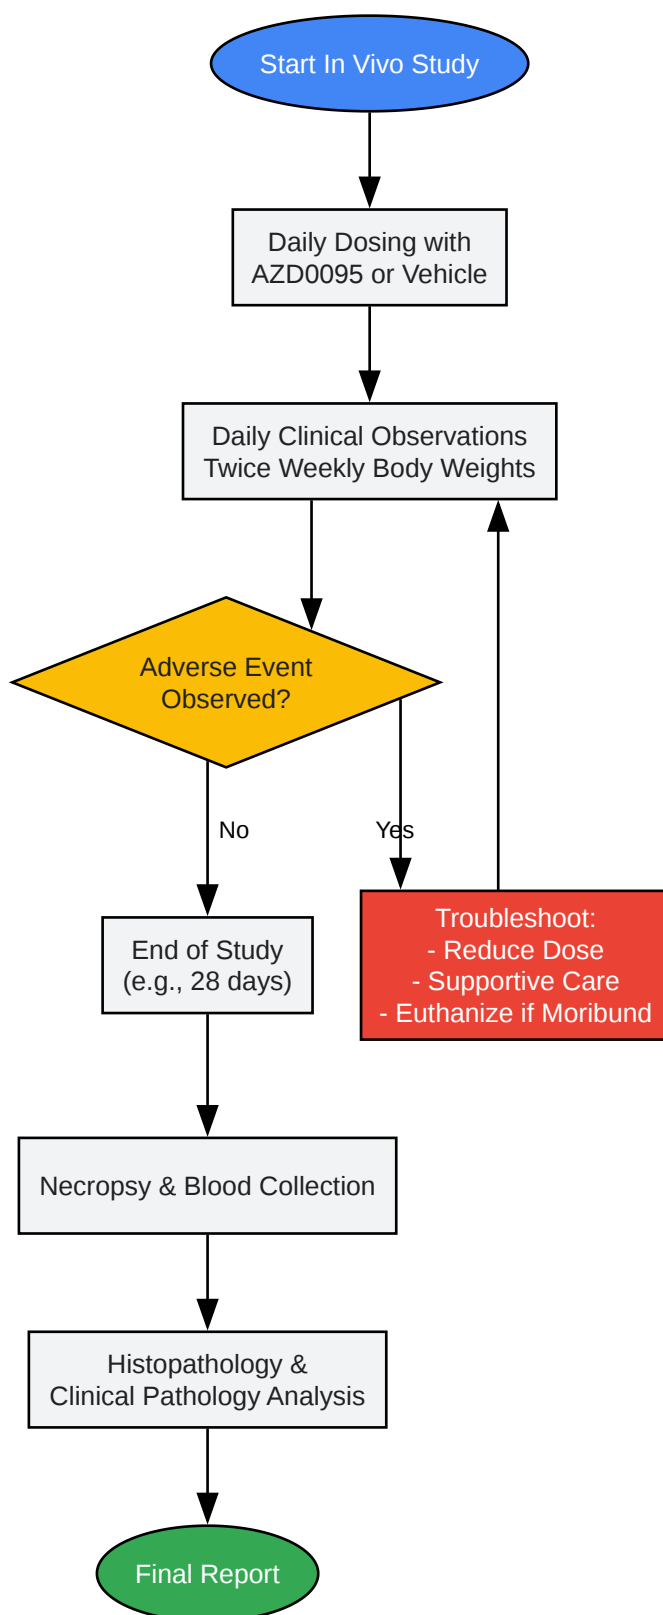 Start In Vivo Study
Daily Dosing with
AZD0095 or Vehicle
Daily Clinical Observations
Twice Weekly Body Weights
Adverse Event
Observed?
No
Yes
Troubleshoot:
- Reduce Dose
- Supportive Care
- Euthanize if Moribund
End of Study
(e.g., 28 days)
Necropsy & Blood Collection
Histopathology &
Clinical Pathology Analysis
Final Report